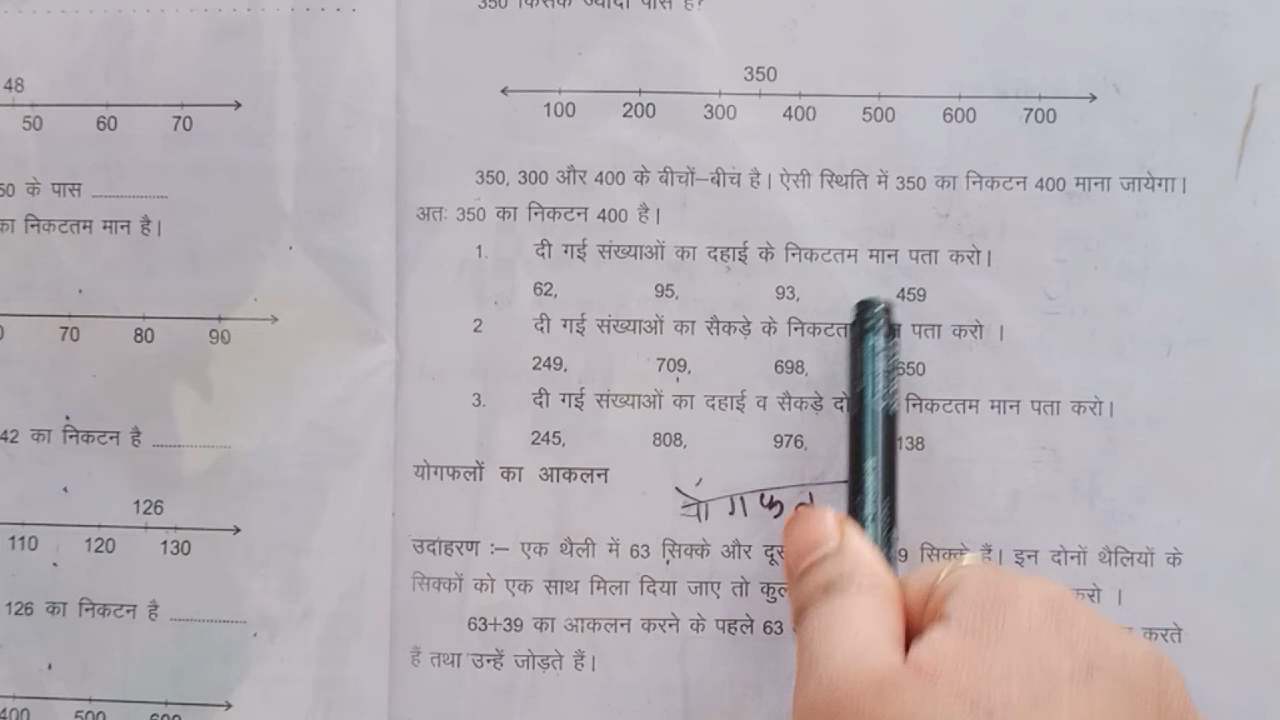 48
50 60 70
50 के पास ..................
का निकटतम मान है।
70 80 90
42 का निकटन है ..................
126
110 120 130
126 का निकटन है ..................
400 500 600
350 किसके ज्यादा पास है?
350
100 200 300 400 500 600 700
350, 300 और 400 के बीचों–बीच है। ऐसी स्थिति में 350 का निकटन 400 माना जायेगा।
अतः 350 का निकटन 400 है।
1. दी गई संख्याओं का दहाई के निकटतम मान पता करो।
62, 95, 93, 459
2 दी गई संख्याओं का सैकड़े के पता करो ।
249, 709, 698, 650
3. दी गई संख्याओं का दहाई व सैकड़े निकटतम मान पता करो।
245, 808, 976, 138
योगफलों का आकलन
उदाहरण :– एक थैली में 63 सिक्के और 9 सिक्के हैं। इन दोनों थैलियों के
सिक्कों को एक साथ मिला दिया जाए तो करो ।
63+39 का आकलन करने के पहले 63 करते
हैं तथा उन्हें जोड़ते हैं।